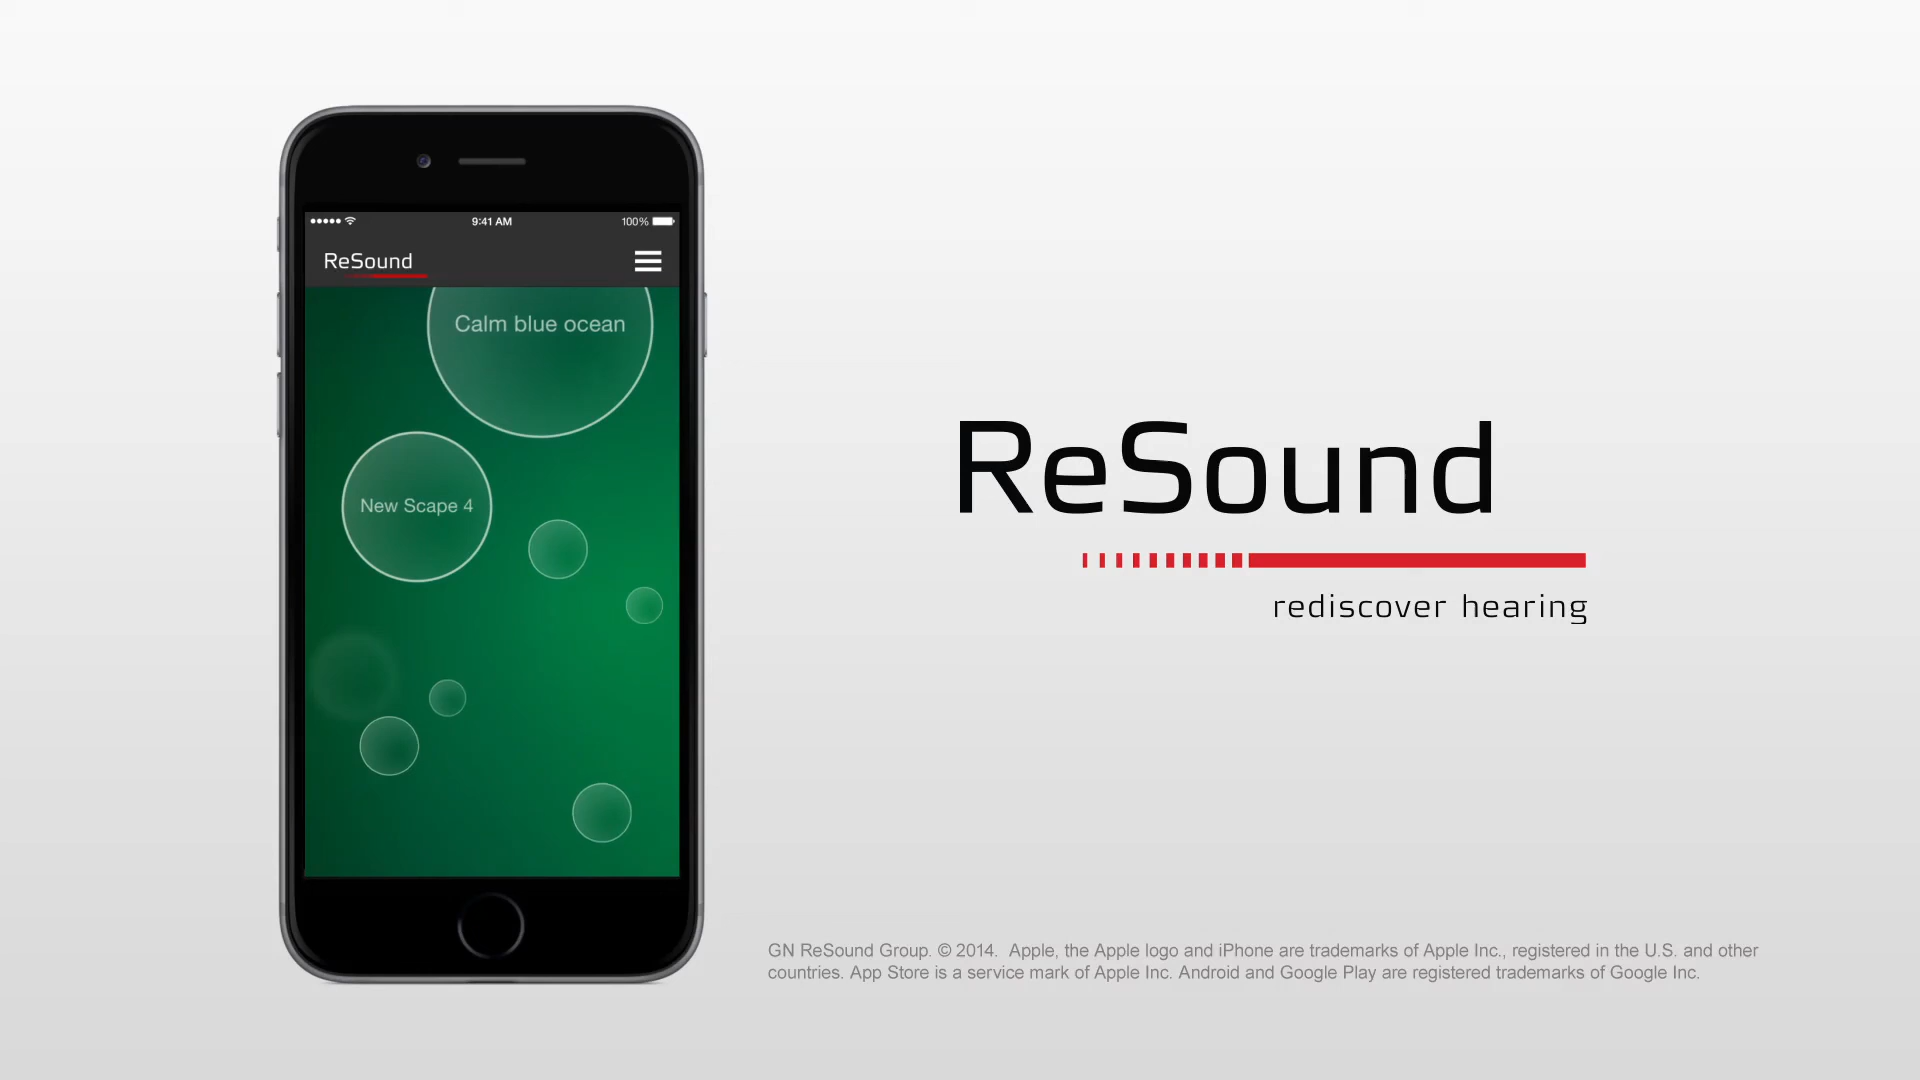 9:41 AM
100%
ReSound
Calm blue ocean
New Scape 4
ReSound
rediscover hearing
GN ReSound Group. © 2014. Apple, the Apple logo and iPhone are trademarks of Apple Inc., registered in the U.S. and other
countries. App Store is a service mark of Apple Inc. Android and Google Play are registered trademarks of Google Inc.